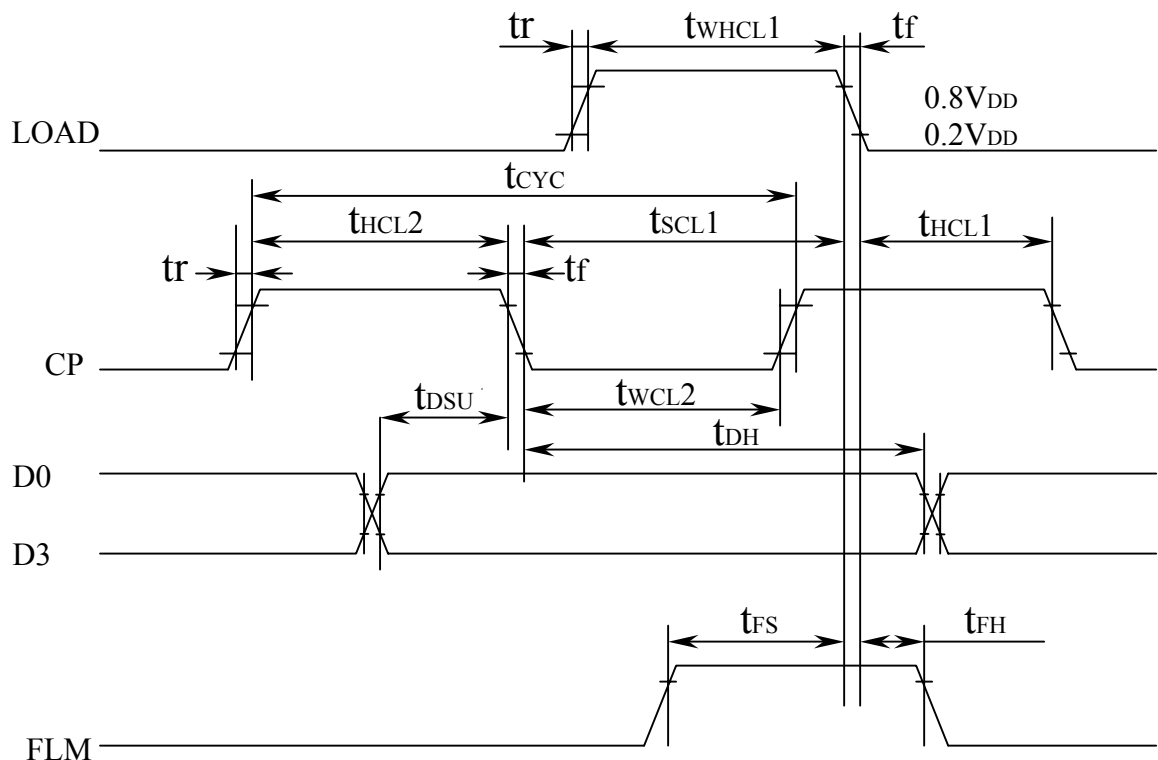 tr tWHCL1 tf
0.8VDD
LOAD 0.2VDD
tCYC
tHCL2 tSCL1 tHCL1
tr tf
CP
tDSU tWCL2
tDH
D0
D3
tFS tFH
FLM